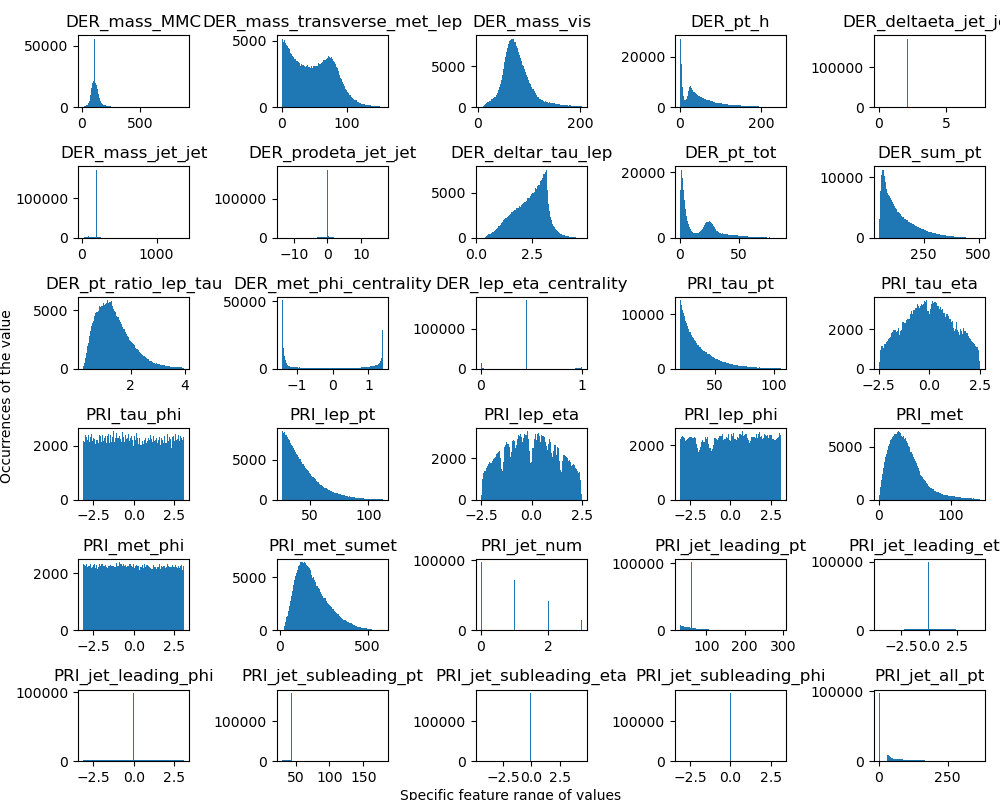 DER_mass_MMC DER_mass_transverse_met_lep DER_mass_vis DER_pt_h DER_deltaeta_jet_je
50000 5000 5000 20000 100000
0 0 0 0 0
0 500 0 100 0 200 0 200 0 5
DER_mass_jet_jet DER_prodeta_jet_jet DER_deltar_tau_lep DER_pt_tot DER_sum_pt
100000 100000 5000 20000 10000
0 0 0 0 0
0 1000 −10 0 10 0.0 2.5 0 50 250 500
DER_pt_ratio_lep_tau DER_met_phi_centrality DER_lep_eta_centrality PRI_tau_pt PRI_tau_eta
5000 50000 100000 10000 2000
0 0 0 0 0
2 4 −1 0 1 0 1 50 100 −2.5 0.0 2.5
PRI_tau_phi PRI_lep_pt PRI_lep_eta PRI_lep_phi PRI_met
2000 5000 2000 2000 5000
0 0 0 0 0
−2.5 0.0 2.5 50 100 −2.5 0.0 2.5 −2.5 0.0 2.5 0 100
PRI_met_phi PRI_met_sumet PRI_jet_num PRI_jet_leading_pt PRI_jet_leading_et
2000 5000 100000 100000 100000
0 0 0 0 0
−2.5 0.0 2.5 0 250 500 0 2 100 200 300 −2.5 0.0 2.5
PRI_jet_leading_phi PRI_jet_subleading_pt PRI_jet_subleading_eta PRI_jet_subleading_phi PRI_jet_all_pt
100000 100000 100000 100000 100000
0 0 0 0 0
−2.5 0.0 2.5 50 100 150 −2.5 0.0 2.5 −2.5 0.0 2.5 0 250
Occurrences of the value
Specific feature range of values